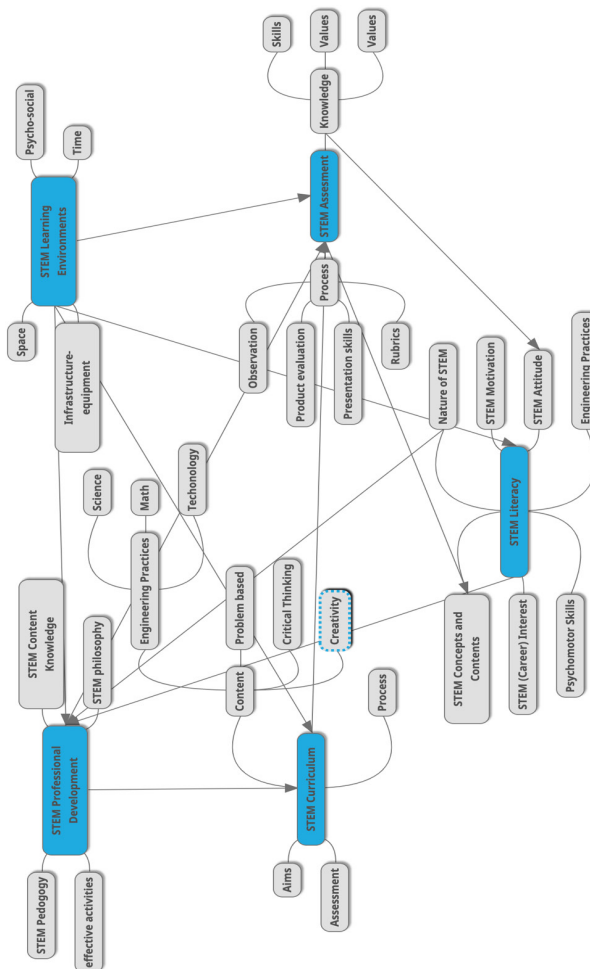 STEM Pedogogy
STEM Content
Knowledge
Space
Psycho-social
STEM Professional
Development
STEM Learning
Environments
effective activities
STEM philosophy
Infrastructure-
equipment
Time
Science
Engineering Practices
Math
Techonology
Content
Problem based
Observation
Skills
Aims
Critical Thinking
Product evaluation
STEM Curriculum
Process
STEM Assesment
Knowledge
Values
Assessment
Creativity
Presentation skills
Values
Process
Rubrics
STEM Concepts and
Contents
Nature of STEM
STEM Motivation
STEM Literacy
STEM (Career) Interest
STEM Attitude
Psychomotor Skills
Engineering Practices